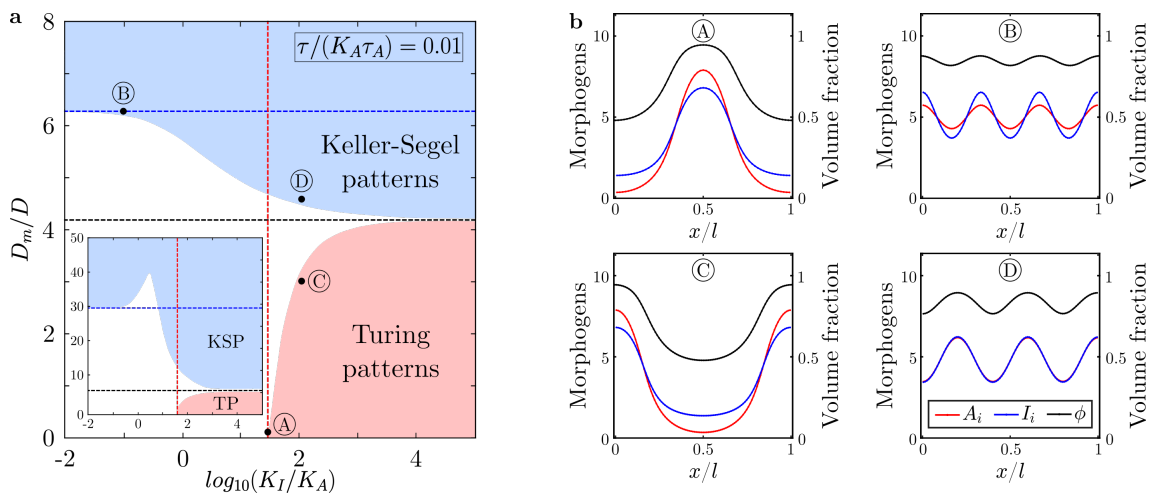 a
τ/(K_Aτ_A) = 0.01
8
6
4
2
0
D_m/D
B
Keller-Segel
patterns
D
C
Turing
patterns
A
50
40
30
20
10
0
KSP
TP
-2
0
2
4
-2
0
2
4
log₁₀(K_I/K_A)
b
A
10
5
0
Morphogens
1
0.5
0
Volume fraction
0
0.5
1
x/l
B
10
5
0
Morphogens
1
0.5
0
Volume fraction
0
0.5
1
x/l
C
10
5
0
Morphogens
1
0.5
0
Volume fraction
0
0.5
1
x/l
D
10
5
0
Morphogens
1
0.5
0
Volume fraction
A_i I_i ϕ
0
0.5
1
x/l